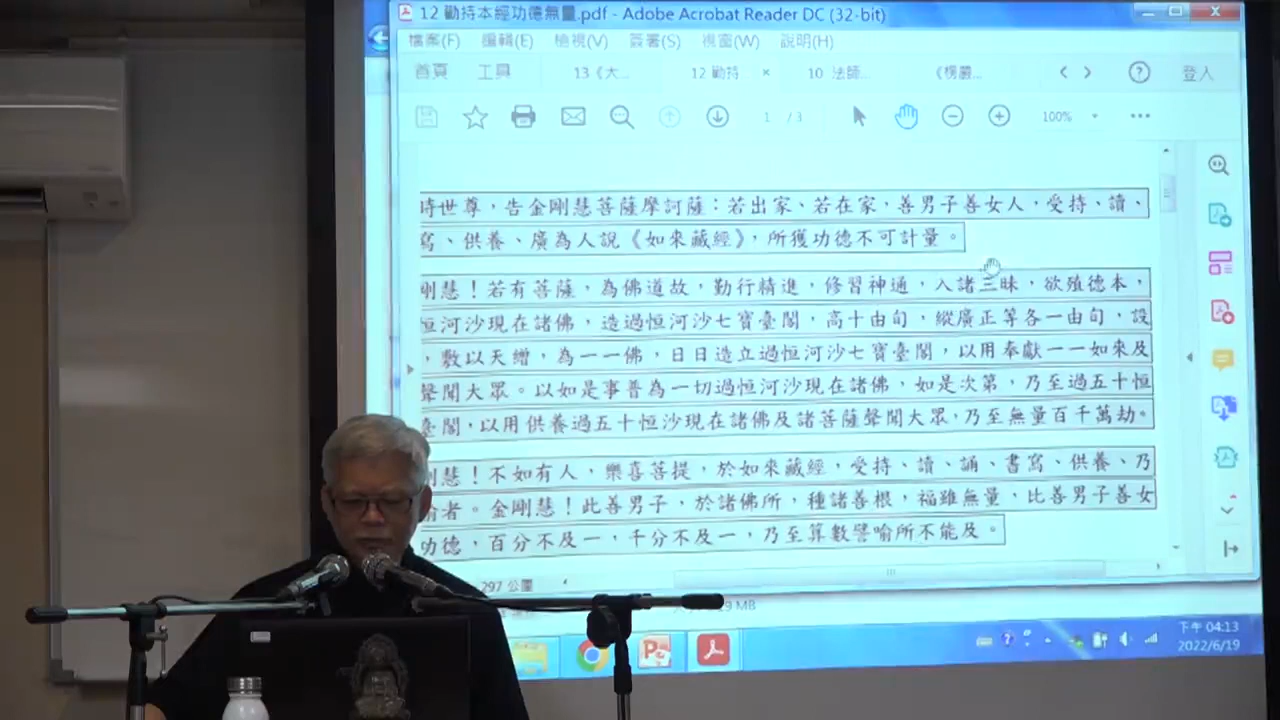 12 勸持本經功德無量.pdf - Adobe Acrobat Reader DC (32-bit)
檔案(F) 編輯(E) 檢視(V) 簽署(S) 視窗(W) 說明(H)
首頁 工具 13《大... 12 勸持 × 10 法師... 《楞嚴... 登入
1 / 3 100%
時世尊，告金剛慧菩薩摩訶薩：若出家、若在家，善男子善女人，受持、讀、
寫、供養、廣為人說《如來藏經》，所獲功德不可計量。
剛慧！若有菩薩，為佛道故，勤行精進，修習神通，入諸三昧，欲殖德本，
恒河沙現在諸佛，造過恒河沙七寶臺閣，高十由旬，縱廣正等各一由旬，設
，敷以天繒，為一一佛，日日造立過恒河沙七寶臺閣，以用奉獻一一如來及
聲聞大眾。以如是事普為一切過恒河沙現在諸佛，如是次第，乃至過五十恒
臺閣，以用供養過五十恒沙現在諸佛及諸菩薩聲聞大眾，乃至無量百千萬劫。
剛慧！不如有人，樂喜菩提，於如來藏經，受持、讀、誦、書寫、供養、乃
者。金剛慧！此善男子，於諸佛所，種諸善根，福雖無量，比善男子善女
功德，百分不及一，千分不及一，乃至算數譬喻所不能及。
297 公釐
MB
下午 04:13
2022/6/19